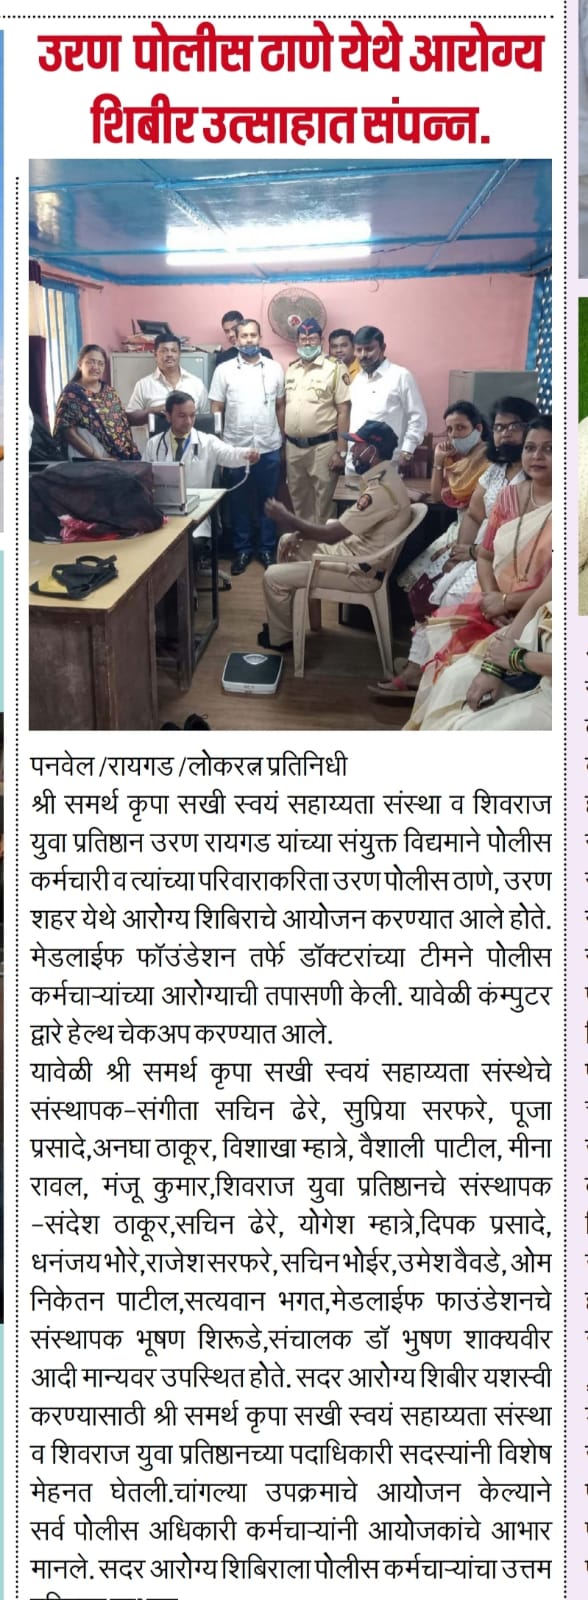 उरण पोलीस ठाणे येथे आरोग्य
शिबीर उत्साहात संपन्न.
पनवेल /रायगड /लोकरत्न प्रतिनिधी
श्री समर्थ कृपा सखी स्वयं सहाय्यता संस्था व शिवराज
युवा प्रतिष्ठान उरण रायगड यांच्या संयुक्त विद्यमाने पोलीस
कर्मचारी व त्यांच्या परिवाराकरिता उरण पोलीस ठाणे, उरण
शहर येथे आरोग्य शिबिराचे आयोजन करण्यात आले होते.
मेडलाईफ फॉउंडेशन तर्फे डॉक्टरांच्या टीमने पोलीस
कर्मचाऱ्यांच्या आरोग्याची तपासणी केली. यावेळी कंम्पुटर
द्वारे हेल्थ चेकअप करण्यात आले.
यावेळी श्री समर्थ कृपा सखी स्वयं सहाय्यता संस्थेचे
संस्थापक-संगीता सचिन ढेरे, सुप्रिया सरफरे, पूजा
प्रसादे,अनघा ठाकूर, विशाखा म्हात्रे, वैशाली पाटील, मीना
रावल, मंजू कुमार,शिवराज युवा प्रतिष्ठानचे संस्थापक
-संदेश ठाकूर,सचिन ढेरे, योगेश म्हात्रे,दिपक प्रसादे,
धनंजय भोरे,राजेश सरफरे,सचिन भोईर,उमेश वैवडे, ओम
निकेतन पाटील,सत्यवान भगत,मेडलाईफ फाउंडेशनचे
संस्थापक भूषण शिरूडे,संचालक डॉ भुषण शाक्यवीर
आदी मान्यवर उपस्थित होते. सदर आरोग्य शिबीर यशस्वी
करण्यासाठी श्री समर्थ कृपा सखी स्वयं सहाय्यता संस्था
व शिवराज युवा प्रतिष्ठानच्या पदाधिकारी सदस्यांनी विशेष
मेहनत घेतली.चांगल्या उपक्रमाचे आयोजन केल्याने
सर्व पोलीस अधिकारी कर्मचाऱ्यांनी आयोजकांचे आभार
मानले. सदर आरोग्य शिबिराला पोलीस कर्मचाऱ्यांचा उत्तम